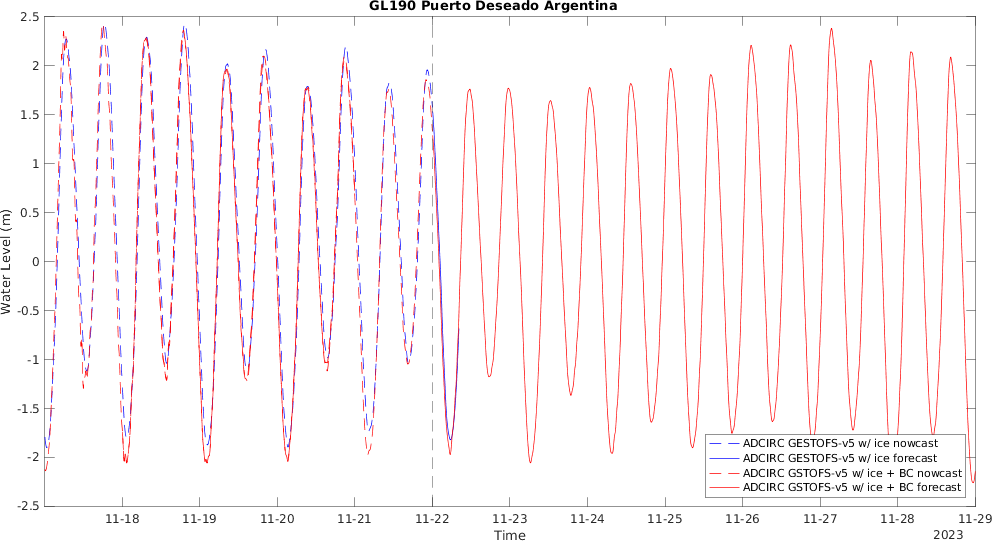 GL190 Puerto Deseado Argentina
2.5
2
1.5
1
0.5
0
-0.5
-1
-1.5
-2
-2.5
Water Level (m)
ADCIRC GESTOFS-v5 w/ ice nowcast
ADCIRC GESTOFS-v5 w/ ice forecast
ADCIRC GSTOFS-v5 w/ ice + BC nowcast
ADCIRC GSTOFS-v5 w/ ice + BC forecast
11-18 11-19 11-20 11-21 11-22 11-23 11-24 11-25 11-26 11-27 11-28 11-29
Time
2023